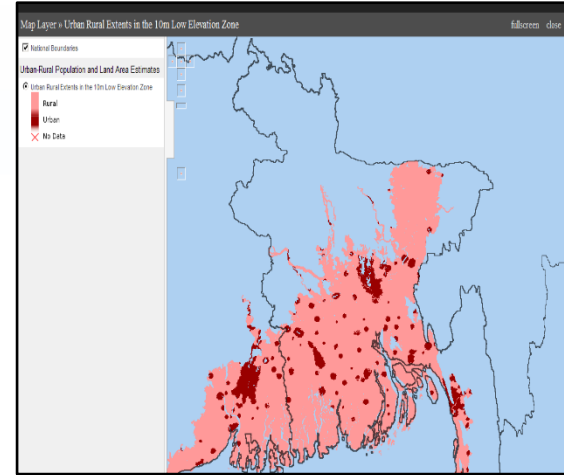 Map Layer » Urban Rural Extents in the 10m Low Elevation Zone
fullscreen close
National Boundaries
Urban-Rural Population and Land Area Estimates
Urban Rural Extents in the 10m Low Elevation Zone
Rural
Urban
No Data